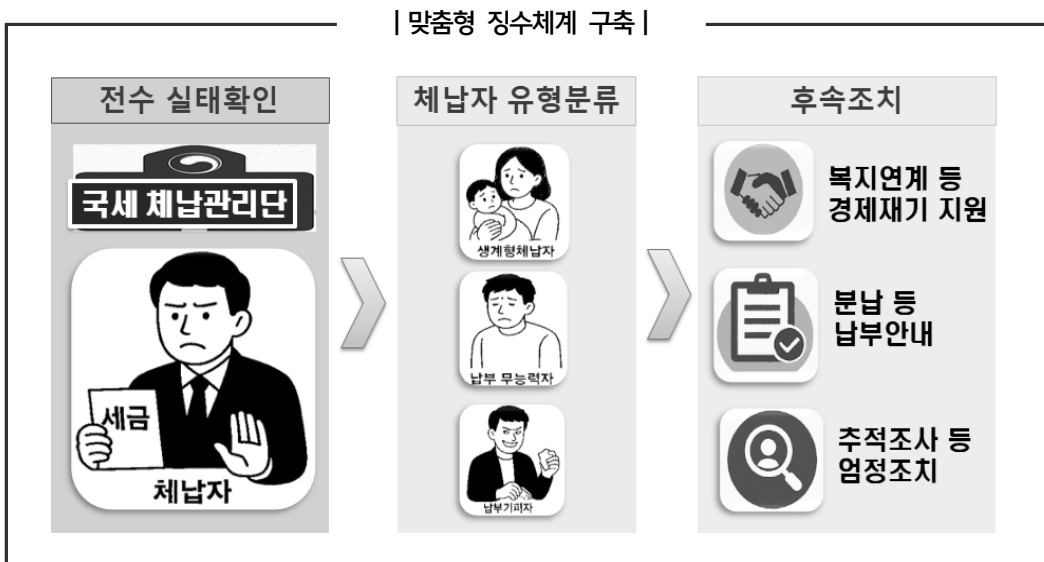 |맞춤형 징수체계 구축|
전수 실태확인
국세 체납관리단
세금
체납자
체납자 유형분류
생계형체납자
납부 무능력자
납부기피자
후속조치
복지연계 등
경제재기 지원
분납 등
납부안내
추적조사 등
엄정조치